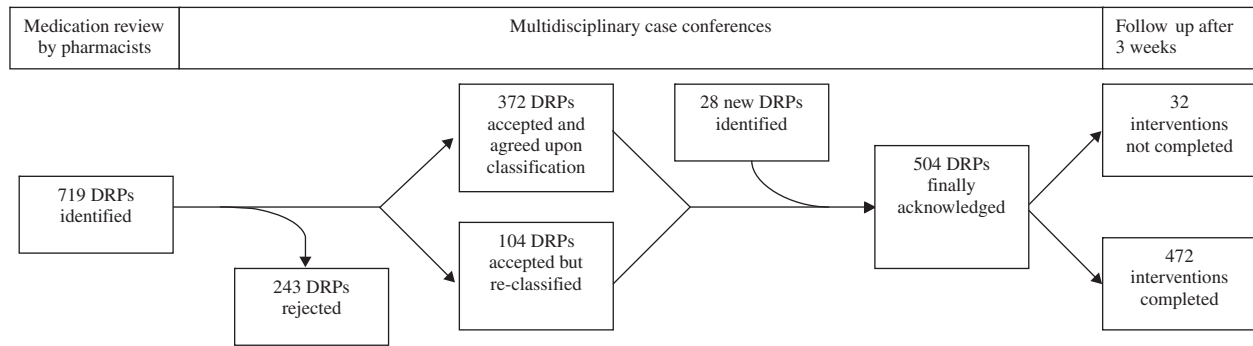 Medication review
by pharmacists
Multidisciplinary case conferences
Follow up after
3 weeks
719 DRPs
identified
243 DRPs
rejected
372 DRPs
accepted and
agreed upon
classification
104 DRPs
accepted but
re-classified
28 new DRPs
identified
504 DRPs
finally
acknowledged
32
interventions
not completed
472
interventions
completed